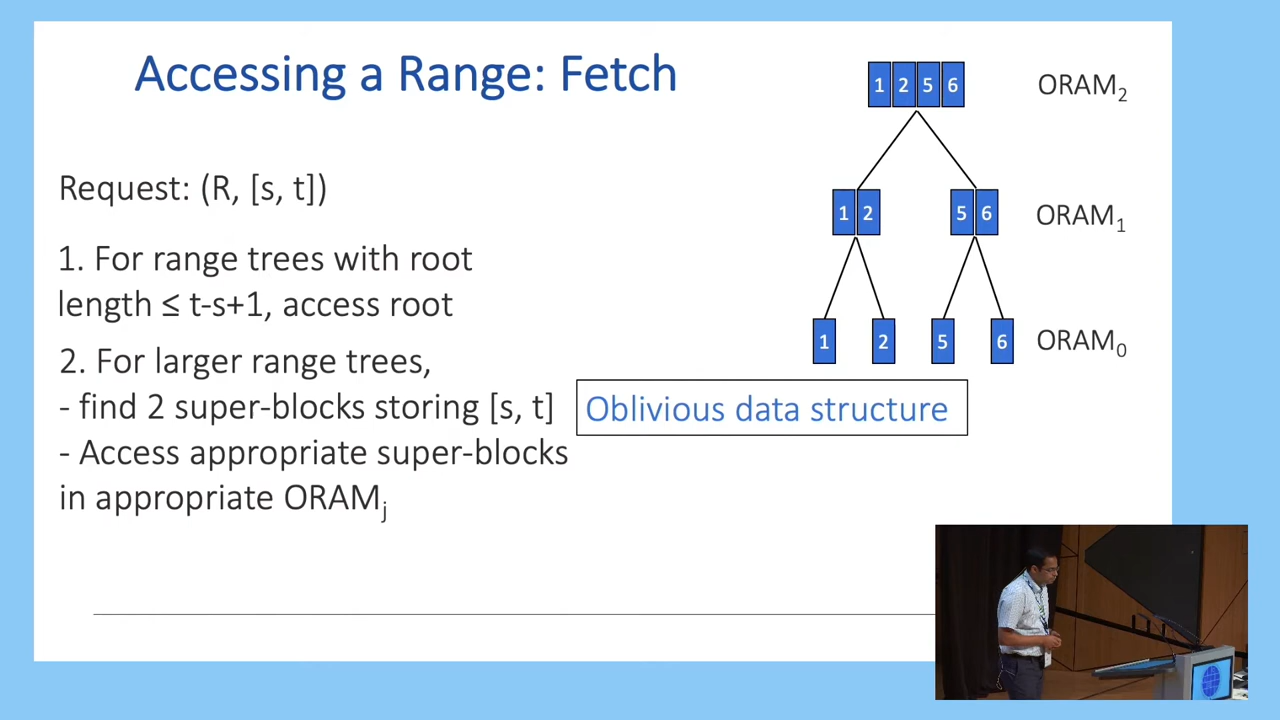 Accessing a Range: Fetch
Request: (R, [s, t])
1. For range trees with root
length ≤ t-s+1, access root
2. For larger range trees,
- find 2 super-blocks storing [s, t]
- Access appropriate super-blocks
in appropriate ORAMj
Oblivious data structure
1 2 5 6 ORAM2
1 2 5 6 ORAM1
1 2 5 6 ORAM0